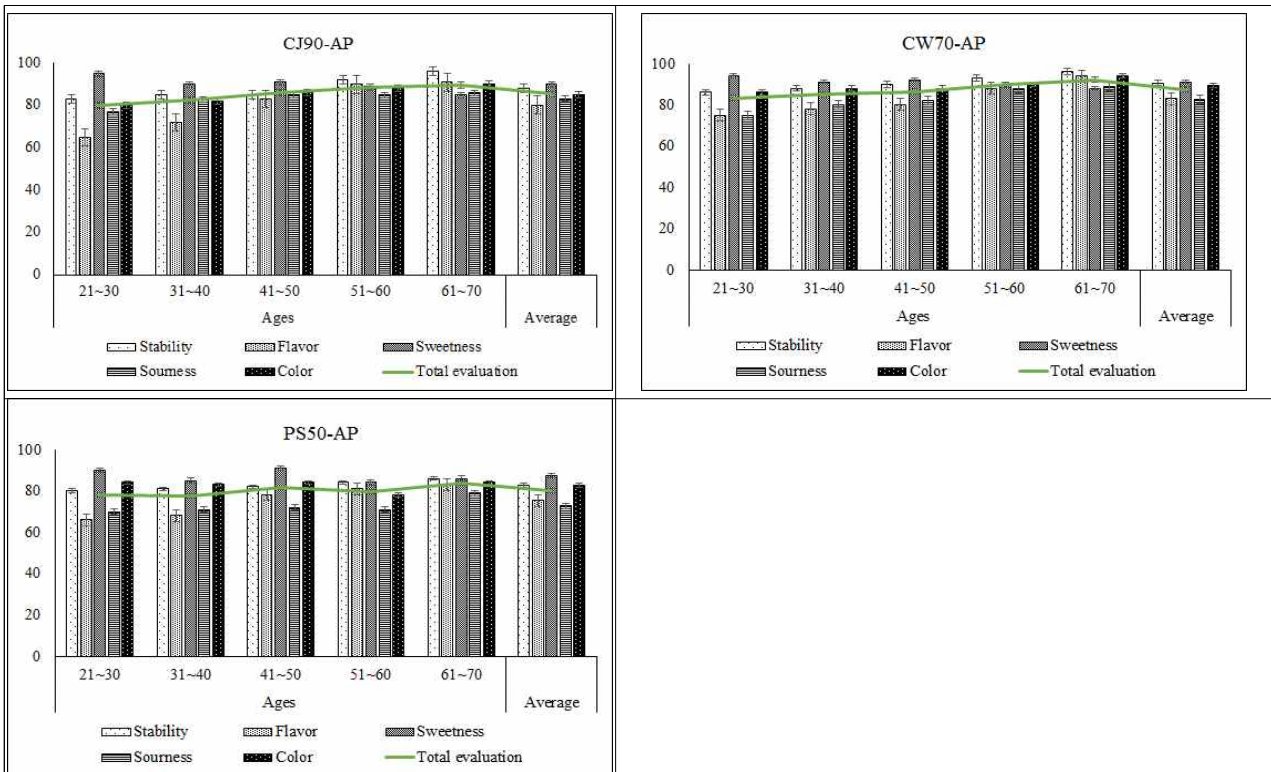 CJ90-AP
100
80
60
40
20
0
21~30 31~40 41~50 51~60 61~70
Ages Average
Stability Flavor Sweetness
Sourness Color Total evaluation
CW70-AP
100
80
60
40
20
0
21~30 31~40 41~50 51~60 61~70
Ages Average
Stability Flavor Sweetness
Sourness Color Total evaluation
PS50-AP
100
80
60
40
20
0
21~30 31~40 41~50 51~60 61~70
Ages Average
Stability Flavor Sweetness
Sourness Color Total evaluation